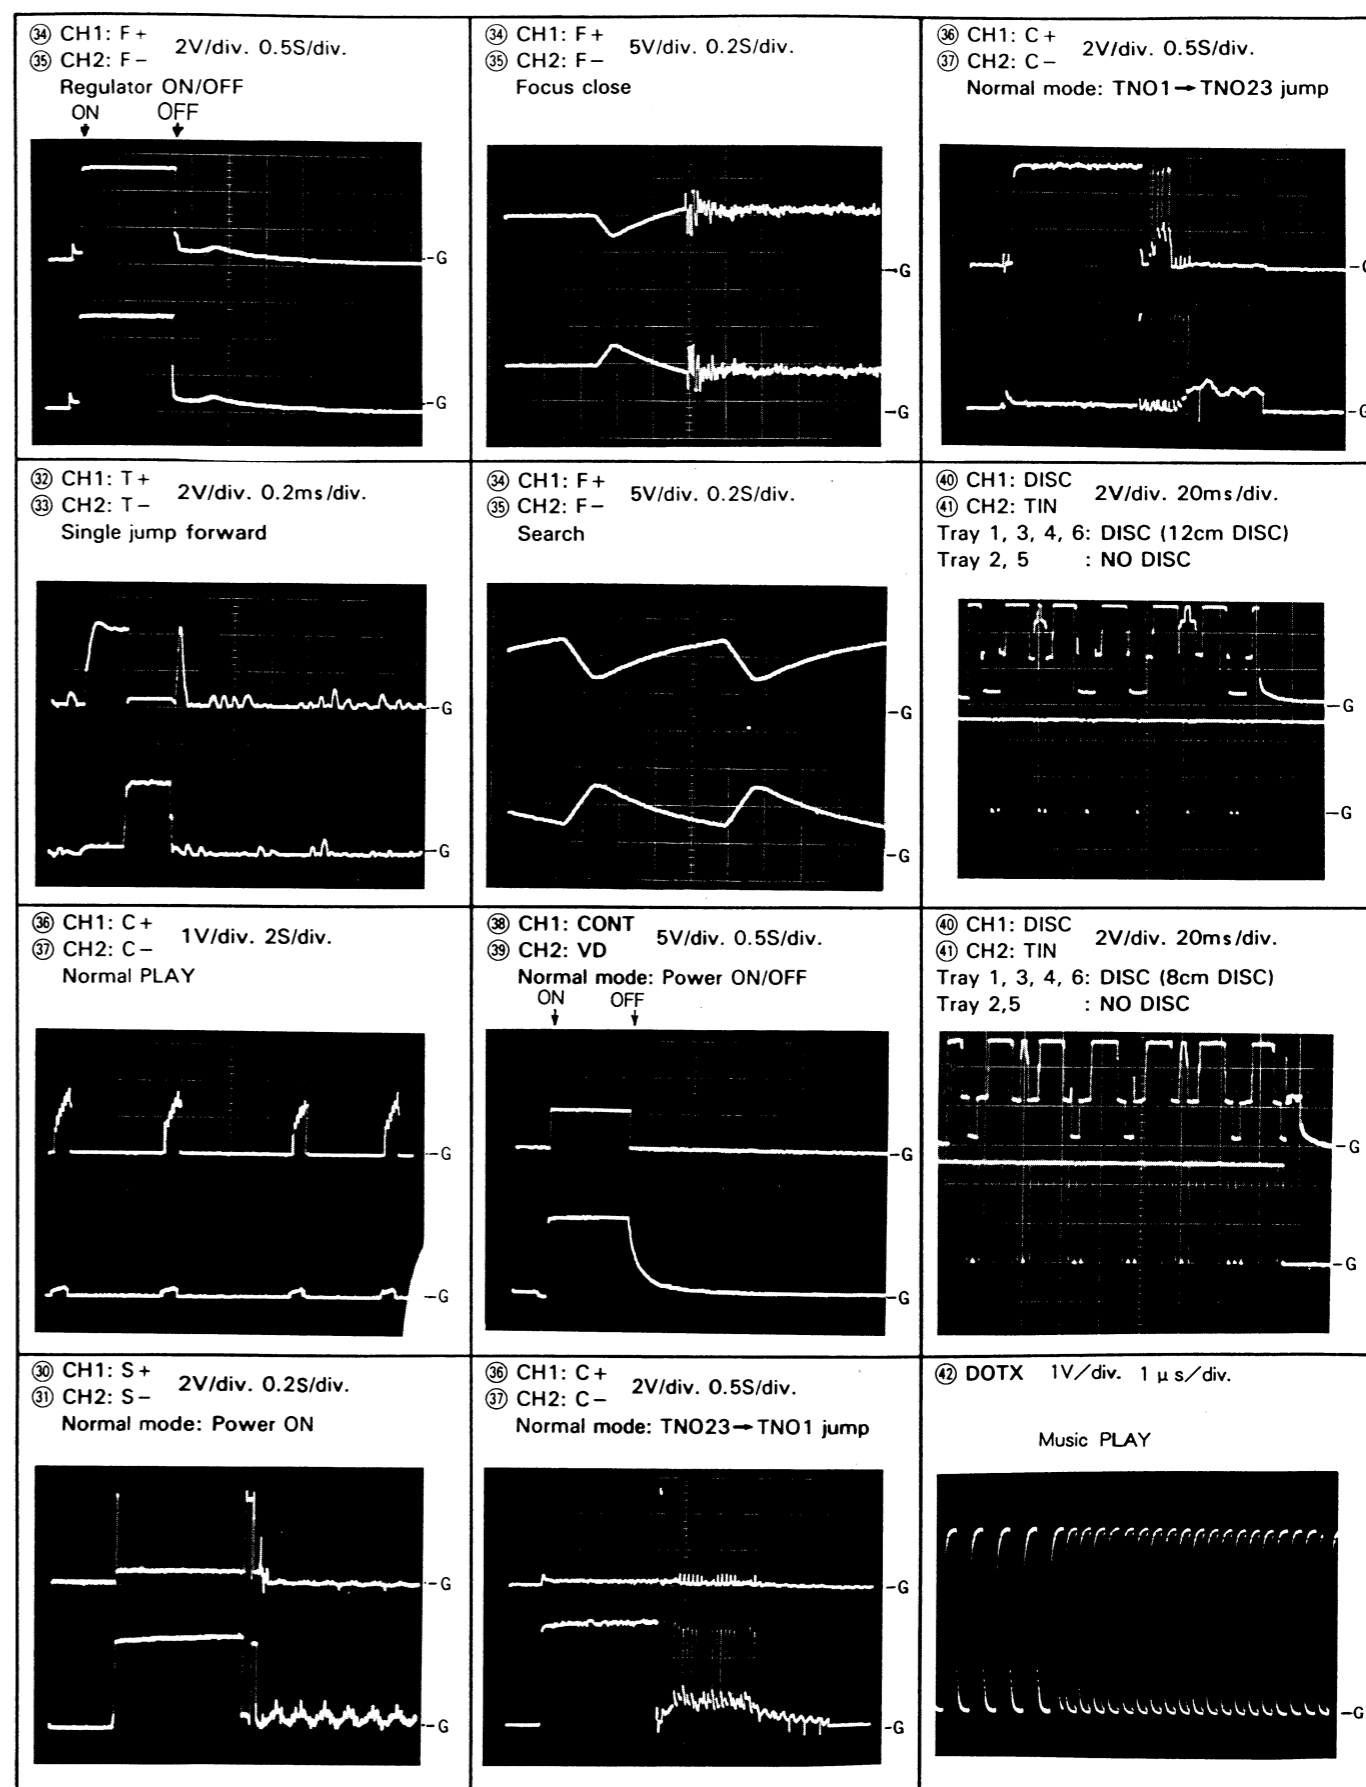 ㉞ CH1: F+
㉟ CH2: F−
2V/div. 0.5S/div.
Regulator ON/OFF
ON OFF
-G
-G
㉞ CH1: F+
㉟ CH2: F−
5V/div. 0.2S/div.
Focus close
-G
-G
㊱ CH1: C+
㊲ CH2: C−
2V/div. 0.5S/div.
Normal mode: TNO1→TNO23 jump
-G
-G
㉜ CH1: T+
㉝ CH2: T−
2V/div. 0.2ms/div.
Single jump forward
-G
-G
㉞ CH1: F+
㉟ CH2: F−
5V/div. 0.2S/div.
Search
-G
-G
㊵ CH1: DISC
㊶ CH2: TIN
2V/div. 20ms/div.
Tray 1, 3, 4, 6: DISC (12cm DISC)
Tray 2, 5 : NO DISC
-G
-G
㊱ CH1: C+
㊲ CH2: C−
1V/div. 2S/div.
Normal PLAY
-G
-G
㊳ CH1: CONT
㊴ CH2: VD
5V/div. 0.5S/div.
Normal mode: Power ON/OFF
ON OFF
-G
-G
㊵ CH1: DISC
㊶ CH2: TIN
2V/div. 20ms/div.
Tray 1, 3, 4, 6: DISC (8cm DISC)
Tray 2,5 : NO DISC
-G
-G
㉚ CH1: S+
㉛ CH2: S−
2V/div. 0.2S/div.
Normal mode: Power ON
-G
-G
㊱ CH1: C+
㊲ CH2: C−
2V/div. 0.5S/div.
Normal mode: TNO23→TNO1 jump
-G
-G
㊷ DOTX 1V/div. 1 μs/div.
Music PLAY
-G